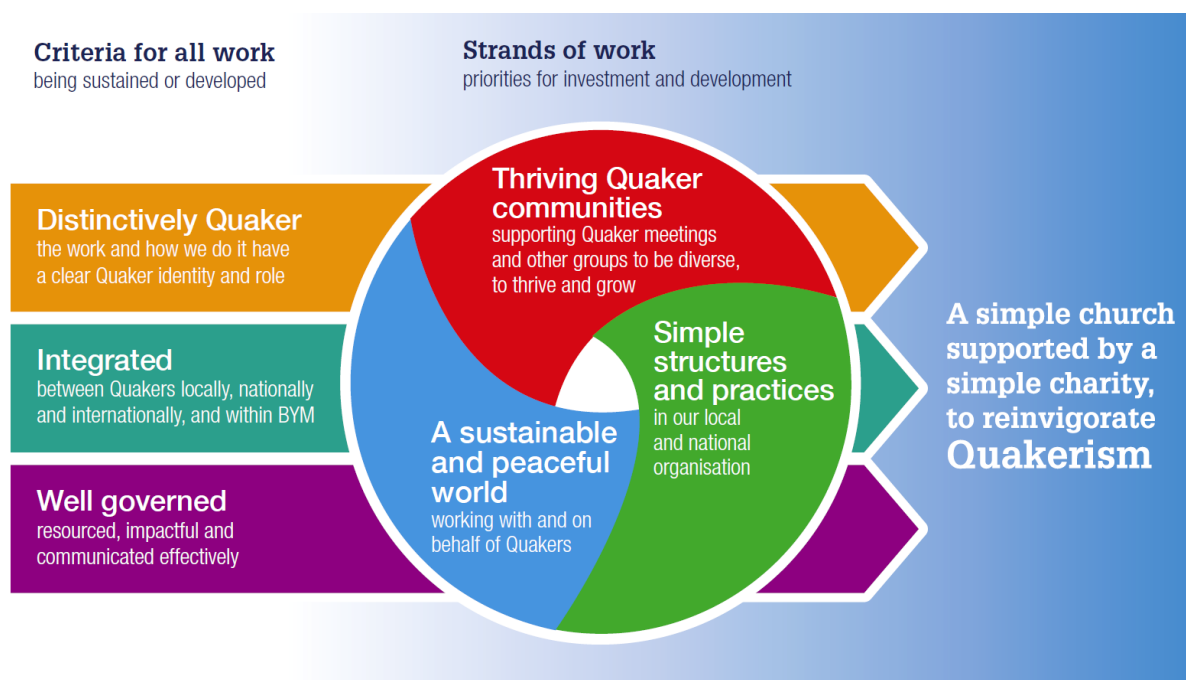 Criteria for all work
being sustained or developed
Strands of work
priorities for investment and development
Distinctively Quaker
the work and how we do it have
a clear Quaker identity and role
Integrated
between Quakers locally, nationally
and internationally, and within BYM
Well governed
resourced, impactful and
communicated effectively
Thriving Quaker
communities
supporting Quaker meetings
and other groups to be diverse,
to thrive and grow
Simple
structures
and practices
in our local
and national
organisation
A sustainable
and peaceful
world
working with and on
behalf of Quakers
A simple church
supported by a
simple charity,
to reinvigorate
Quakerism